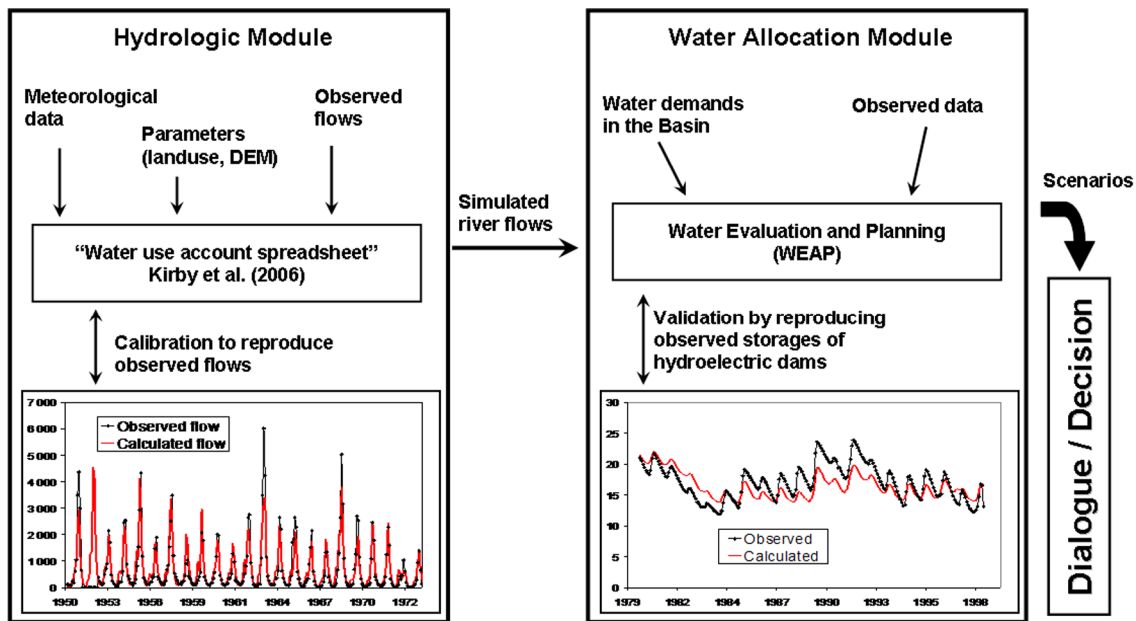 Hydrologic Module
Meteorological
data
Parameters
(landuse, DEM)
Observed
flows
“Water use account spreadsheet”
Kirby et al. (2006)
Calibration to reproduce
observed flows
7 000
6 000
5 000
4 000
3 000
2 000
1 000
0
Observed flow
Calculated flow
1950 1953 1956 1959 1961 1964 1967 1970 1972
Simulated
river flows
Water Allocation Module
Water demands
in the Basin
Observed data
Water Evaluation and Planning
(WEAP)
Validation by reproducing
observed storages of
hydroelectric dams
30
25
20
15
10
5
0
Observed
Calculated
1979 1982 1984 1987 1990 1993 1995 1998
Scenarios
Dialogue / Decision